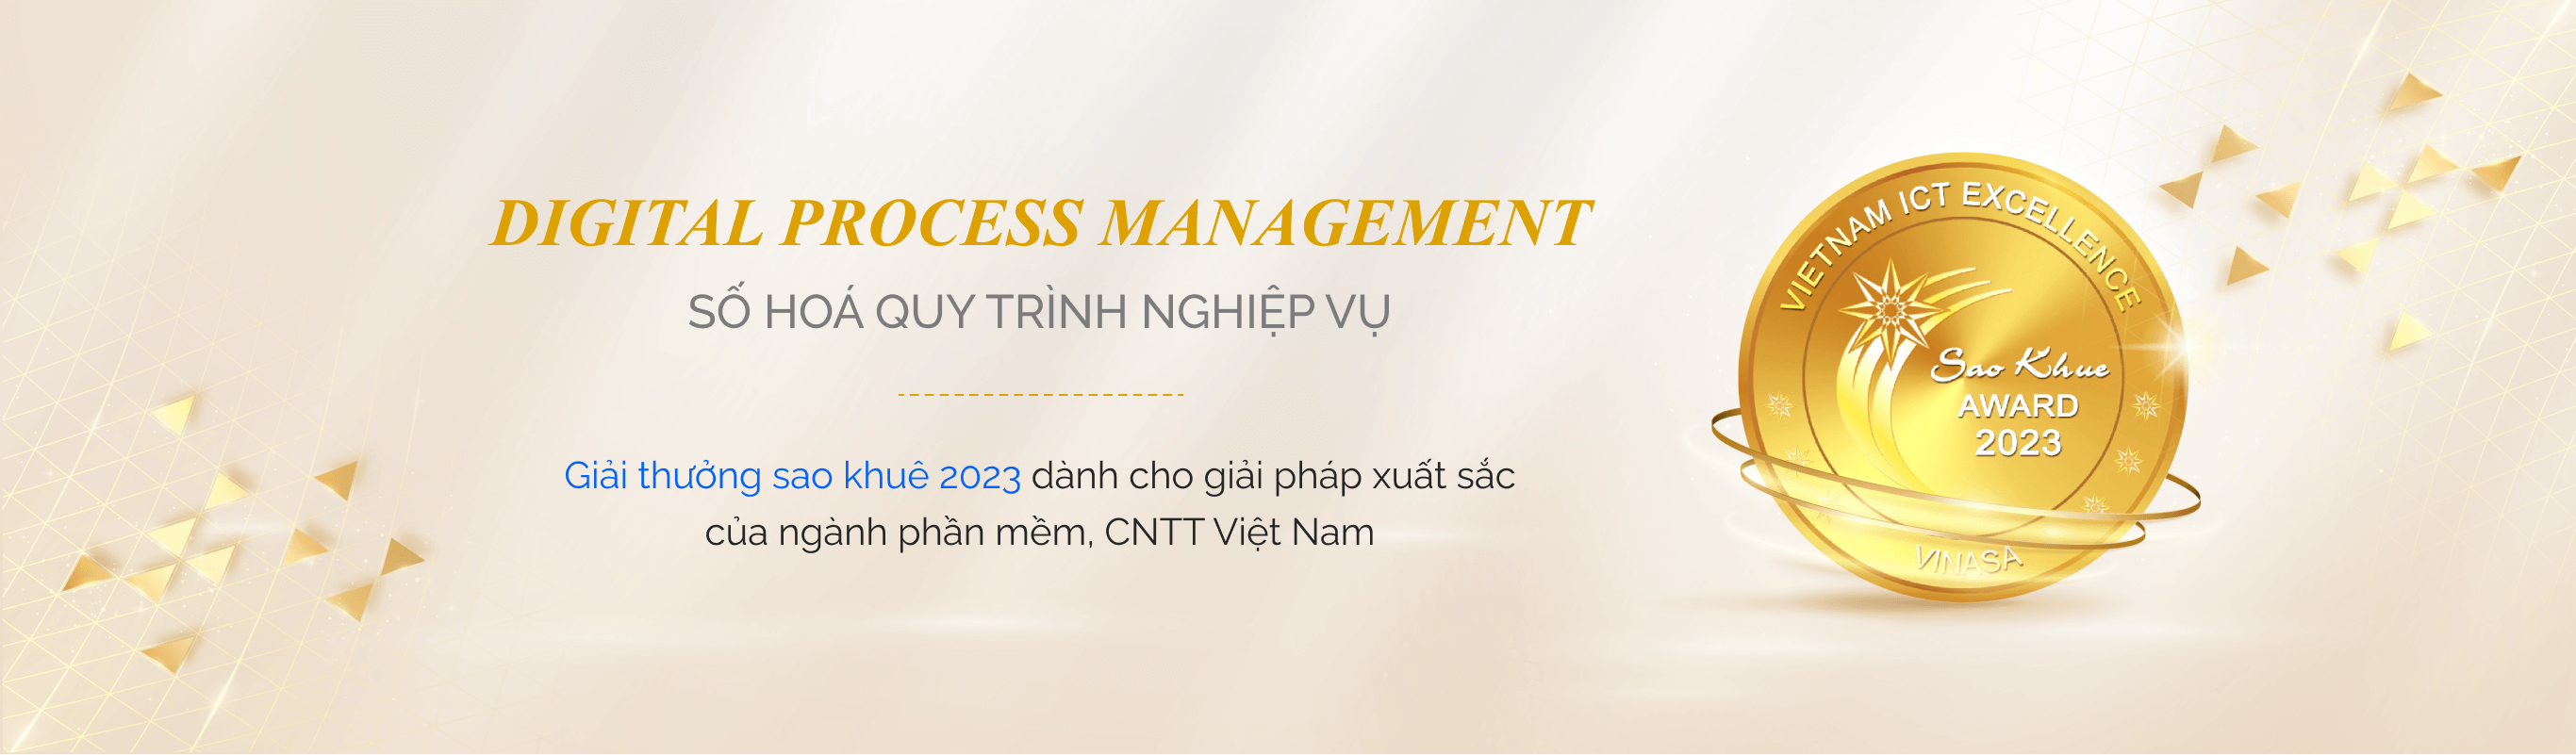 DIGITAL PROCESS MANAGEMENT
SỐ HOÁ QUY TRÌNH NGHIỆP VỤ
Giải thưởng sao khuê 2023 dành cho giải pháp xuất sắc
của ngành phần mềm, CNTT Việt Nam
VIETNAM ICT EXCELLENCE
Sao Khue
AWARD
2023
VINASA